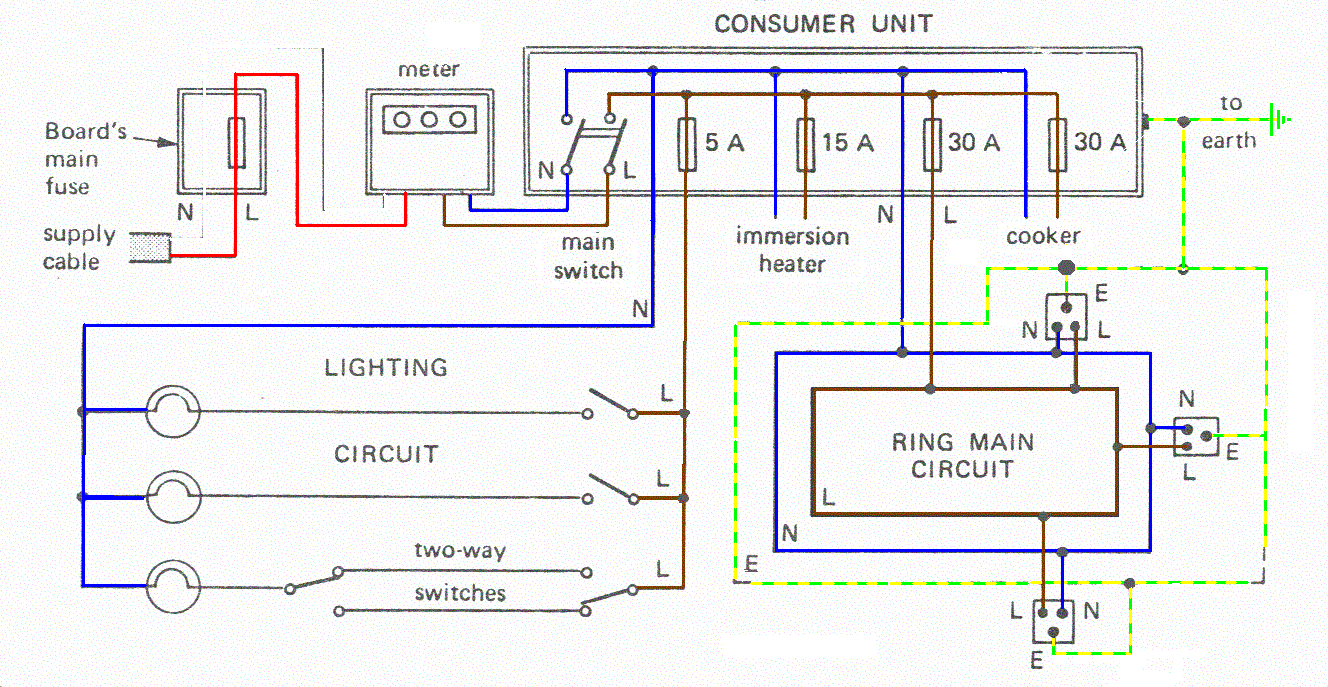 CONSUMER UNIT
meter
Board's
main
fuse
N
L
supply
cable
N
L
5 A
15 A
30 A
30 A
to
earth
main
switch
immersion
heater
N
L
cooker
N
LIGHTING
CIRCUIT
L
L
two-way
switches
L
E
N
L
N
E
L
RING MAIN
CIRCUIT
L
N
E
L
N
E